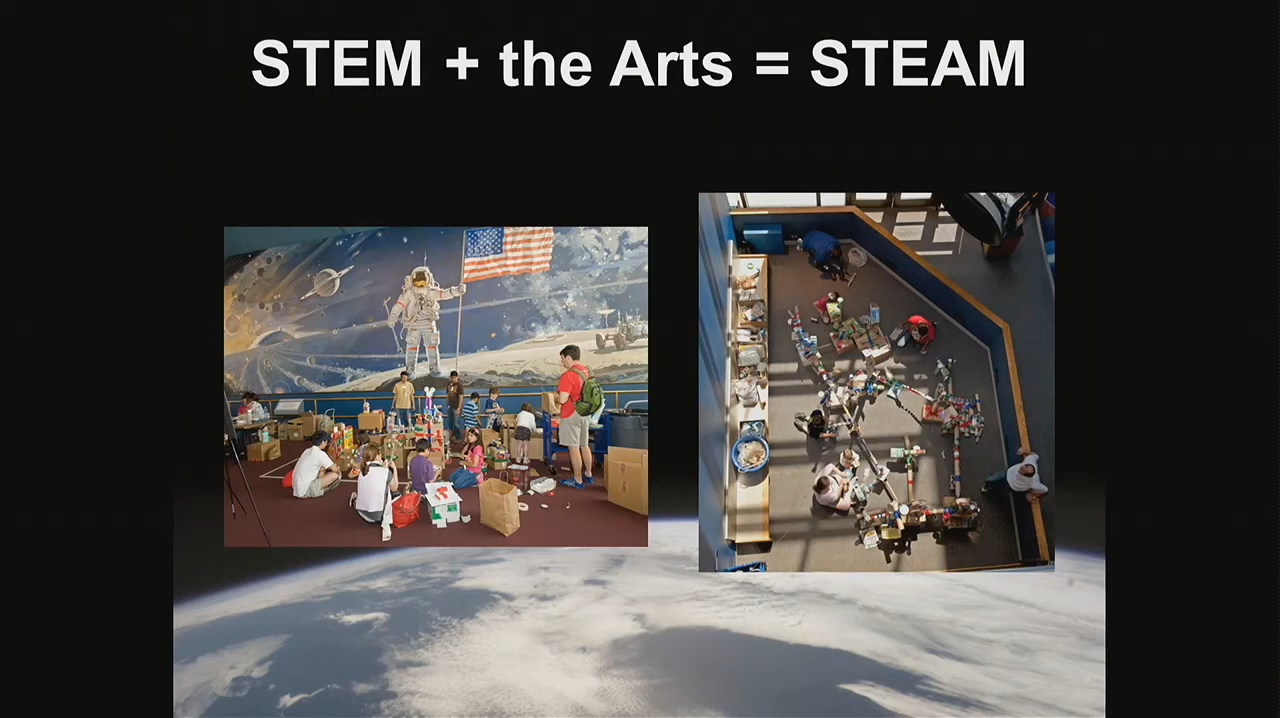 STEM + the Arts = STEAM